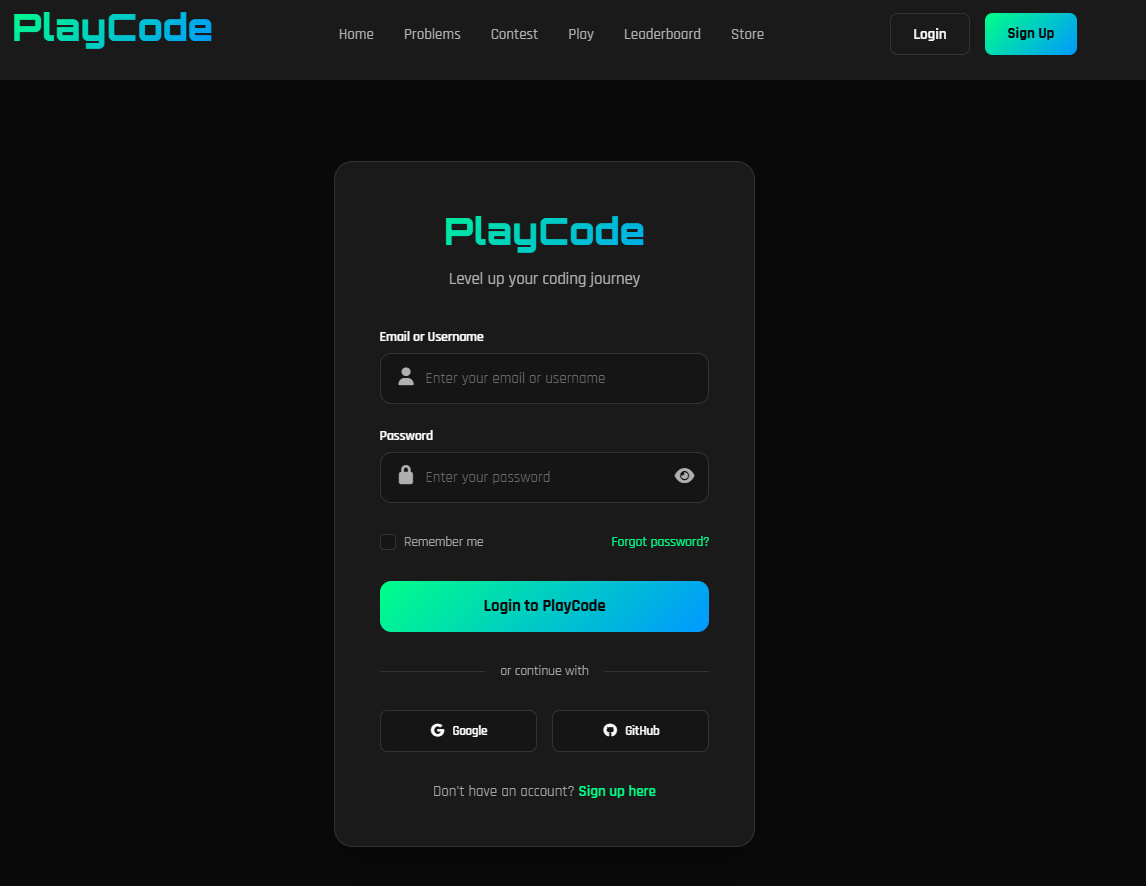 PlayCode
Home Problems Contest Play Leaderboard Store
Login Sign Up
PlayCode
Level up your coding journey
Email or Username
Enter your email or username
Password
Enter your password
Remember me Forgot password?
Login to PlayCode
or continue with
Google GitHub
Don't have an account? Sign up here